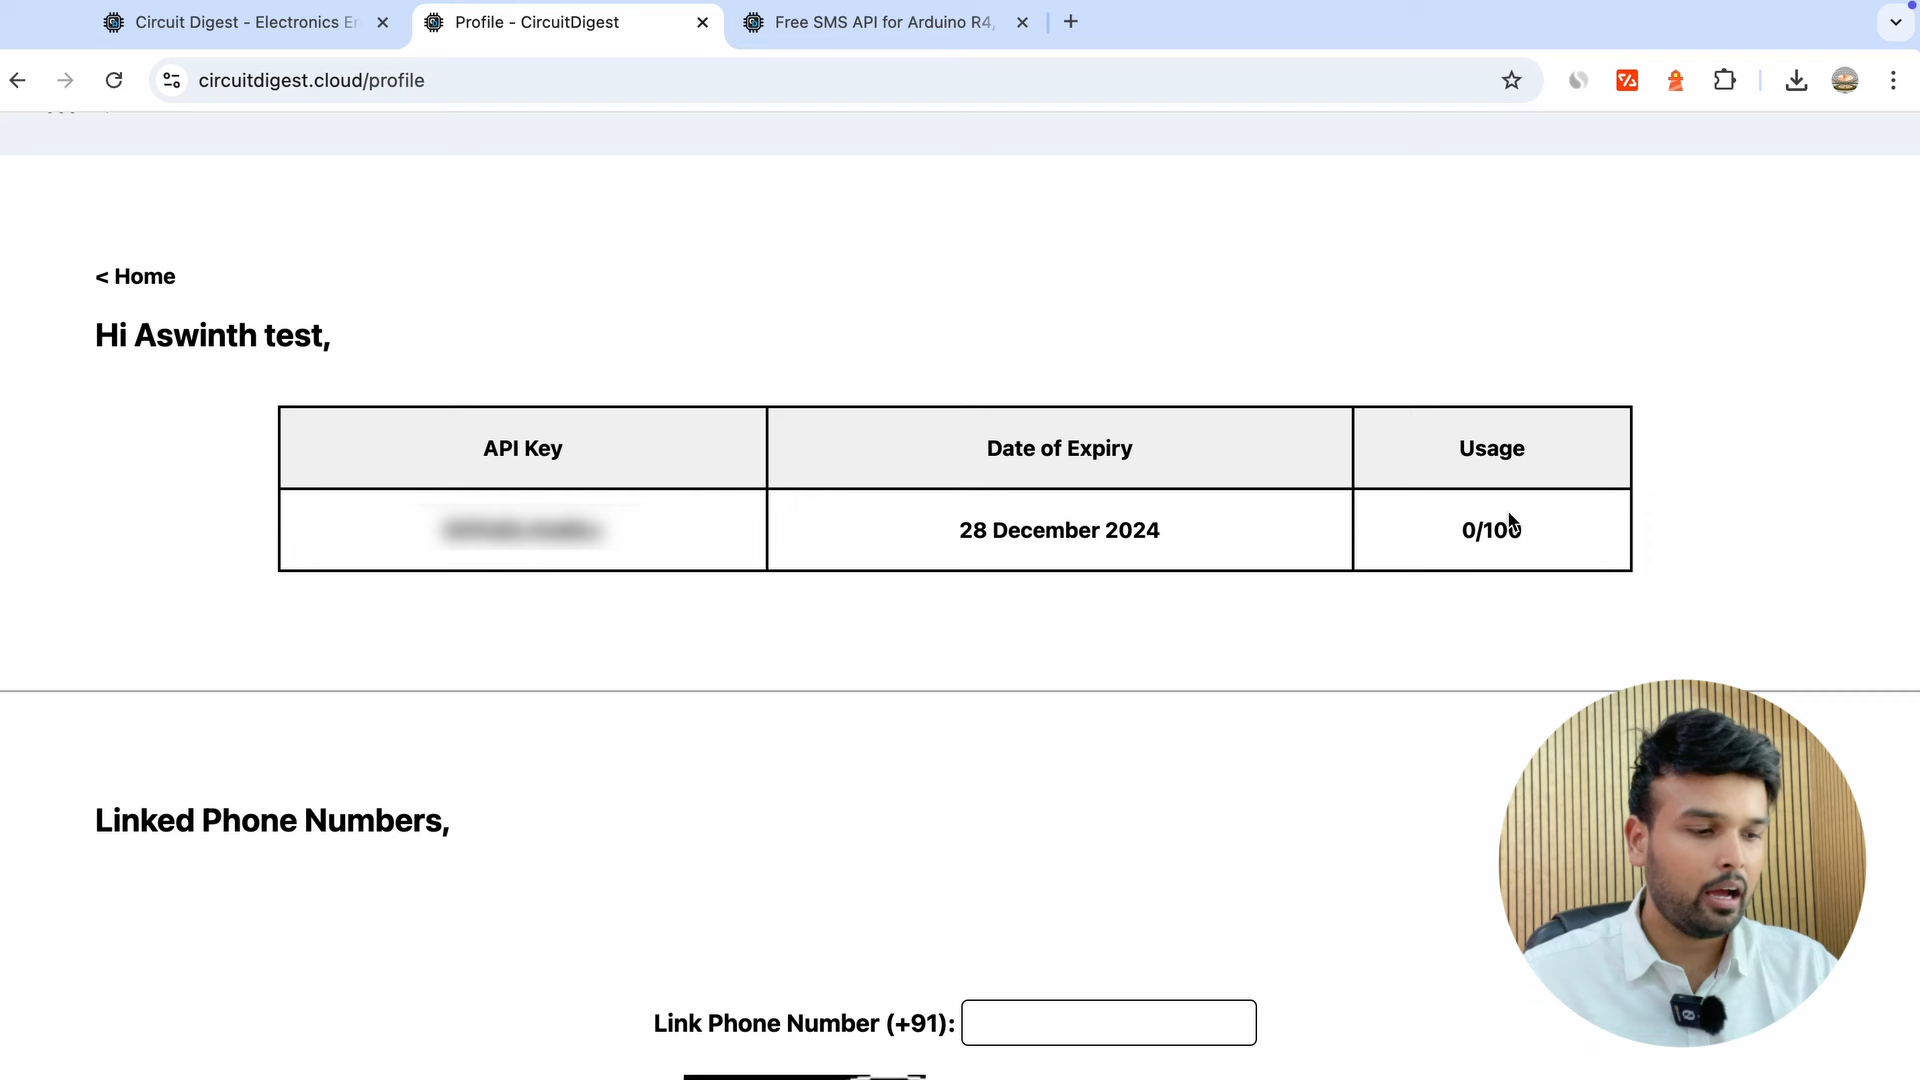 Circuit Digest - Electronics
Profile - CircuitDigest
Free SMS API for Arduino R4,
circuitdigest.cloud/profile
< Home
Hi Aswinth test,
API Key
Date of Expiry
Usage
28 December 2024
0/100
Linked Phone Numbers,
Link Phone Number (+91):